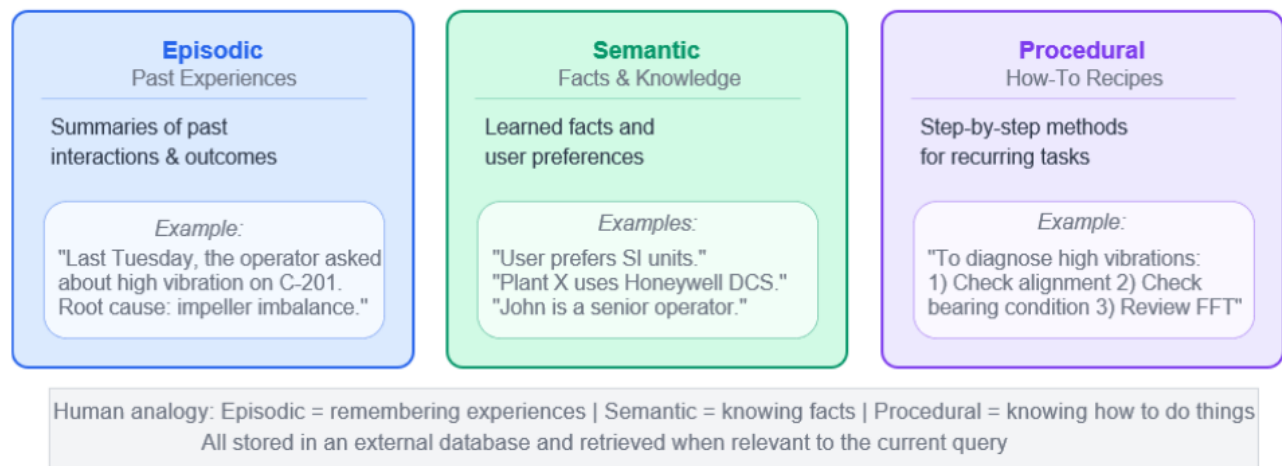 Episodic
Past Experiences
Summaries of past
interactions & outcomes
Example:
"Last Tuesday, the operator asked
about high vibration on C-201.
Root cause: impeller imbalance."
Semantic
Facts & Knowledge
Learned facts and
user preferences
Examples:
"User prefers SI units."
"Plant X uses Honeywell DCS."
"John is a senior operator."
Procedural
How-To Recipes
Step-by-step methods
for recurring tasks
Example:
"To diagnose high vibrations:
1) Check alignment 2) Check
bearing condition 3) Review FFT"
Human analogy: Episodic = remembering experiences | Semantic = knowing facts | Procedural = knowing how to do things
All stored in an external database and retrieved when relevant to the current query